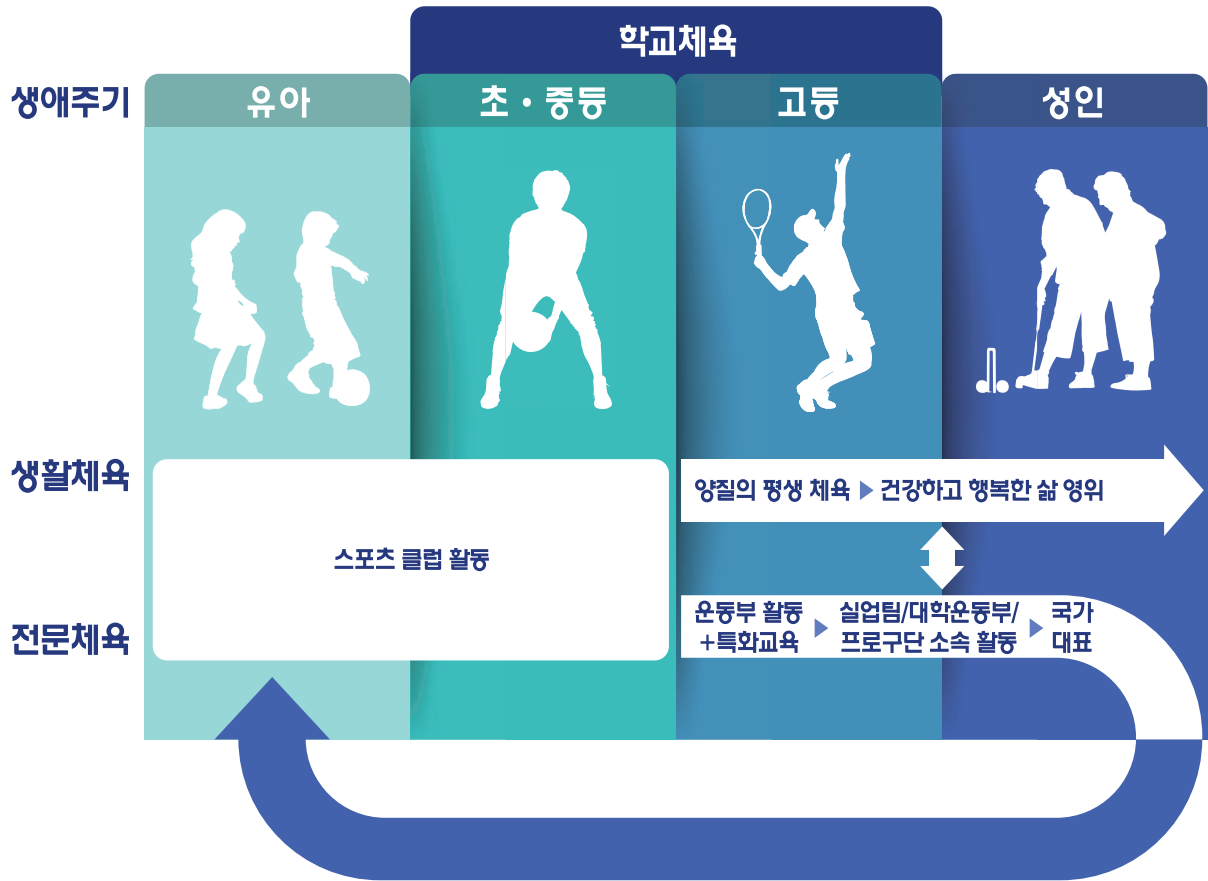 학교체육
생애주기
유아
초·중등
고등
성인
생활체육
양질의 평생 체육 ▶ 건강하고 행복한 삶 영위
스포츠 클럽 활동
전문체육
운동부 활동
+특화교육
▶
실업팀/대학운동부/
프로구단 소속 활동
▶
국가
대표